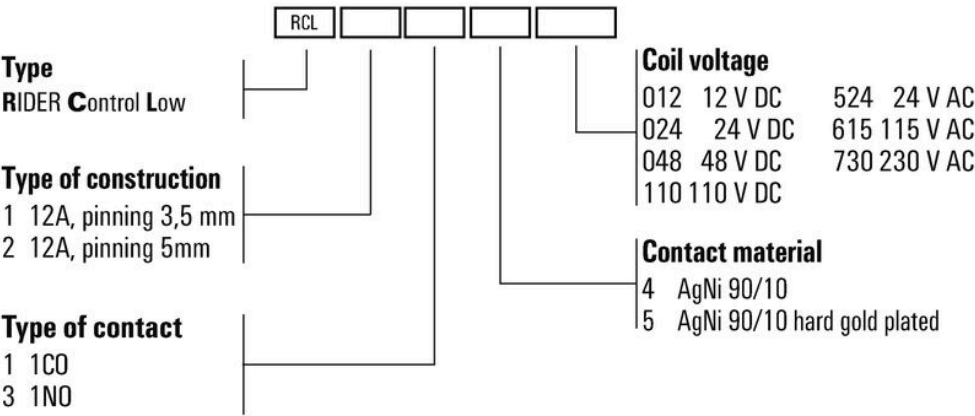 RCL
Type
RIDER Control Low
Type of construction
1 12A, pinning 3,5 mm
2 12A, pinning 5mm
Type of contact
1 1CO
3 1NO
Coil voltage
012 12 V DC 524 24 V AC
024 24 V DC 615 115 V AC
048 48 V DC 730 230 V AC
110 110 V DC
Contact material
4 AgNi 90/10
5 AgNi 90/10 hard gold plated